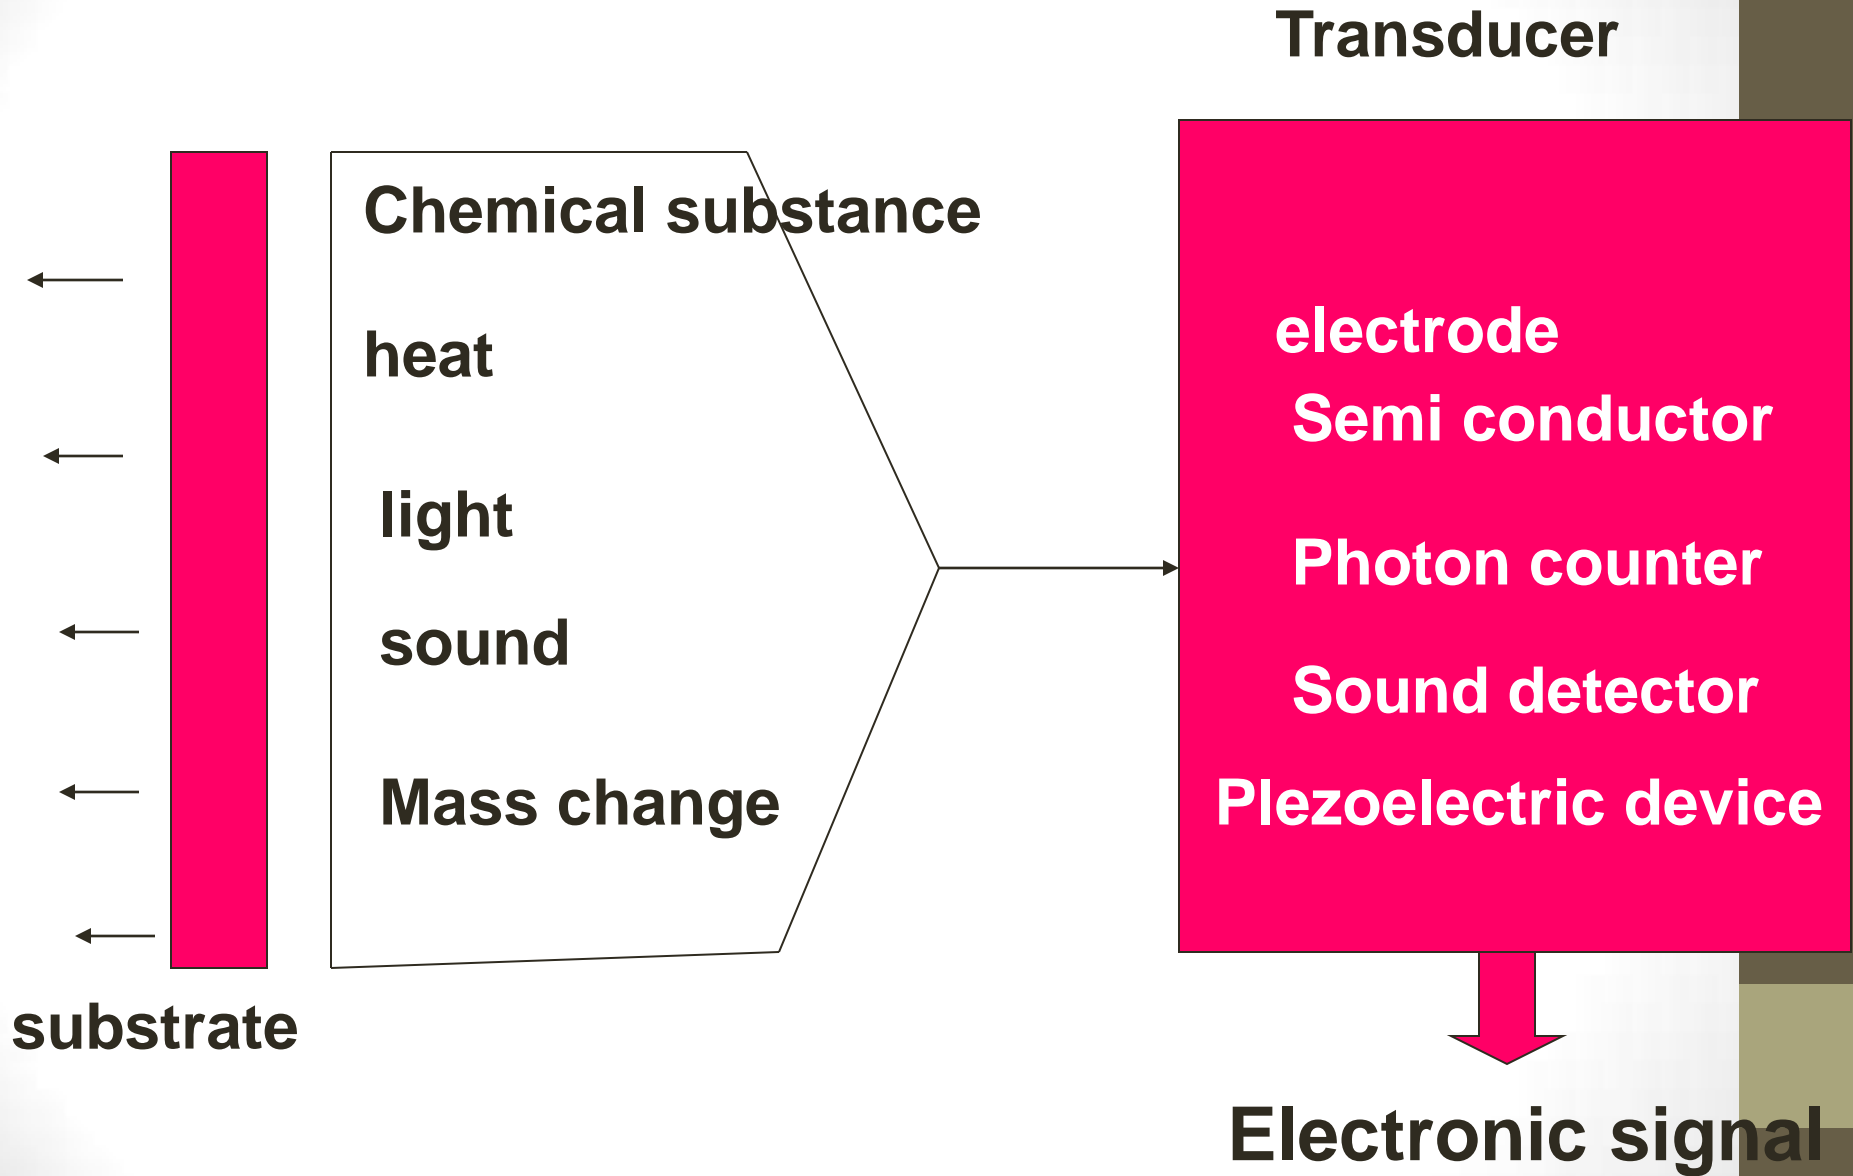 Transducer
Chemical substance
heat
light
sound
Mass change
electrode
Semi conductor
Photon counter
Sound detector
Plezoelectric device
substrate
Electronic signal